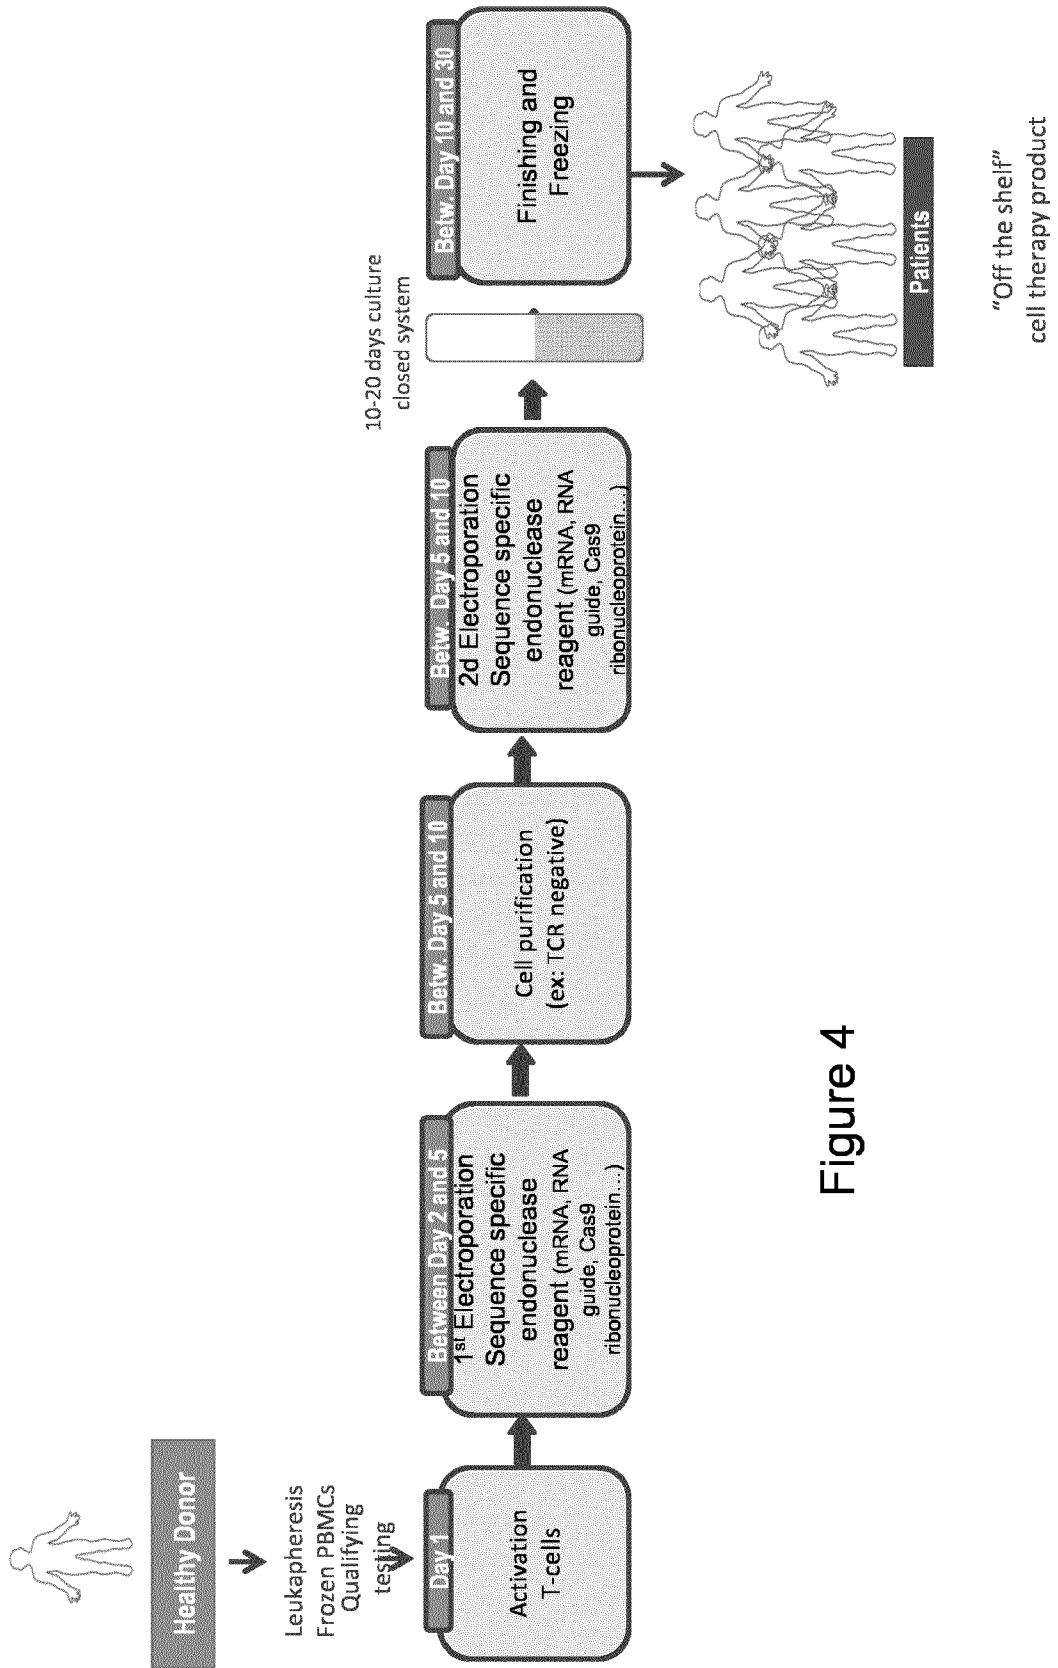 Healthy Donor
Leukapheresis
Frozen PBMCs
Qualifying
testing
Day 1
Activation
T-cells
Between Day 2 and 5
1st Electroporation
Sequence specific
endonuclease
reagent (mRNA, RNA
guide, Cas9
ribonucleoprotein...)
Betw. Day 5 and 10
Cell purification
(ex: TCR negative)
Betw. Day 5 and 10
2d Electroporation
Sequence specific
endonuclease
reagent (mRNA, RNA
guide, Cas9
ribonucleoprotein...)
10-20 days culture
closed system
Betw. Day 10 and 30
Finishing and
Freezing
Patients
"Off the shelf"
cell therapy product
Figure 4